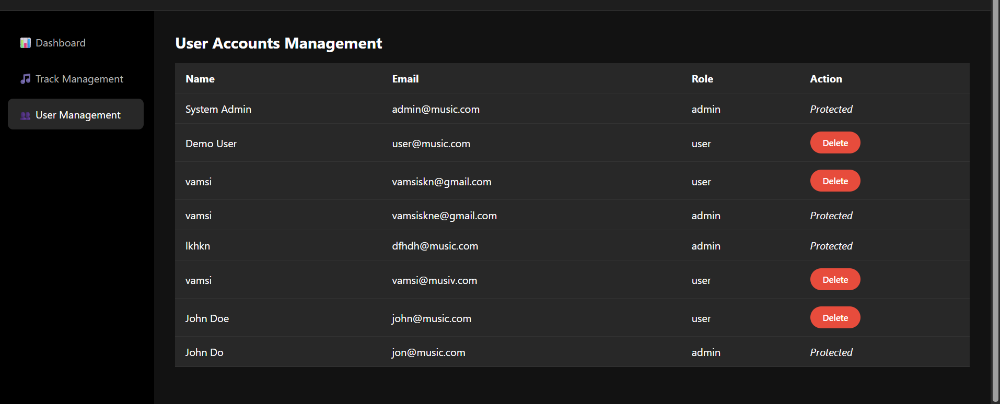 Dashboard
Track Management
User Management
User Accounts Management
Name Email Role Action
System Admin admin@music.com admin Protected
Demo User user@music.com user Delete
vamsi vamsiskn@gmail.com user Delete
vamsi vamsiskne@gmail.com admin Protected
lkhkn dfhdh@music.com admin Protected
vamsi vamsi@musiv.com user Delete
John Doe john@music.com user Delete
John Do jon@music.com admin Protected